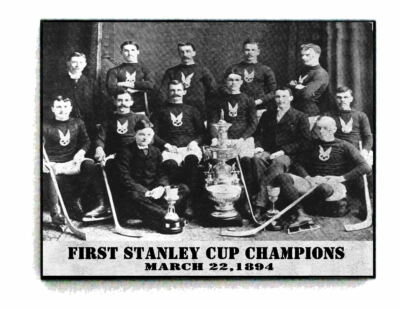 FIRST STANLEY CUP CHAMPIONS
MARCH 22,1894